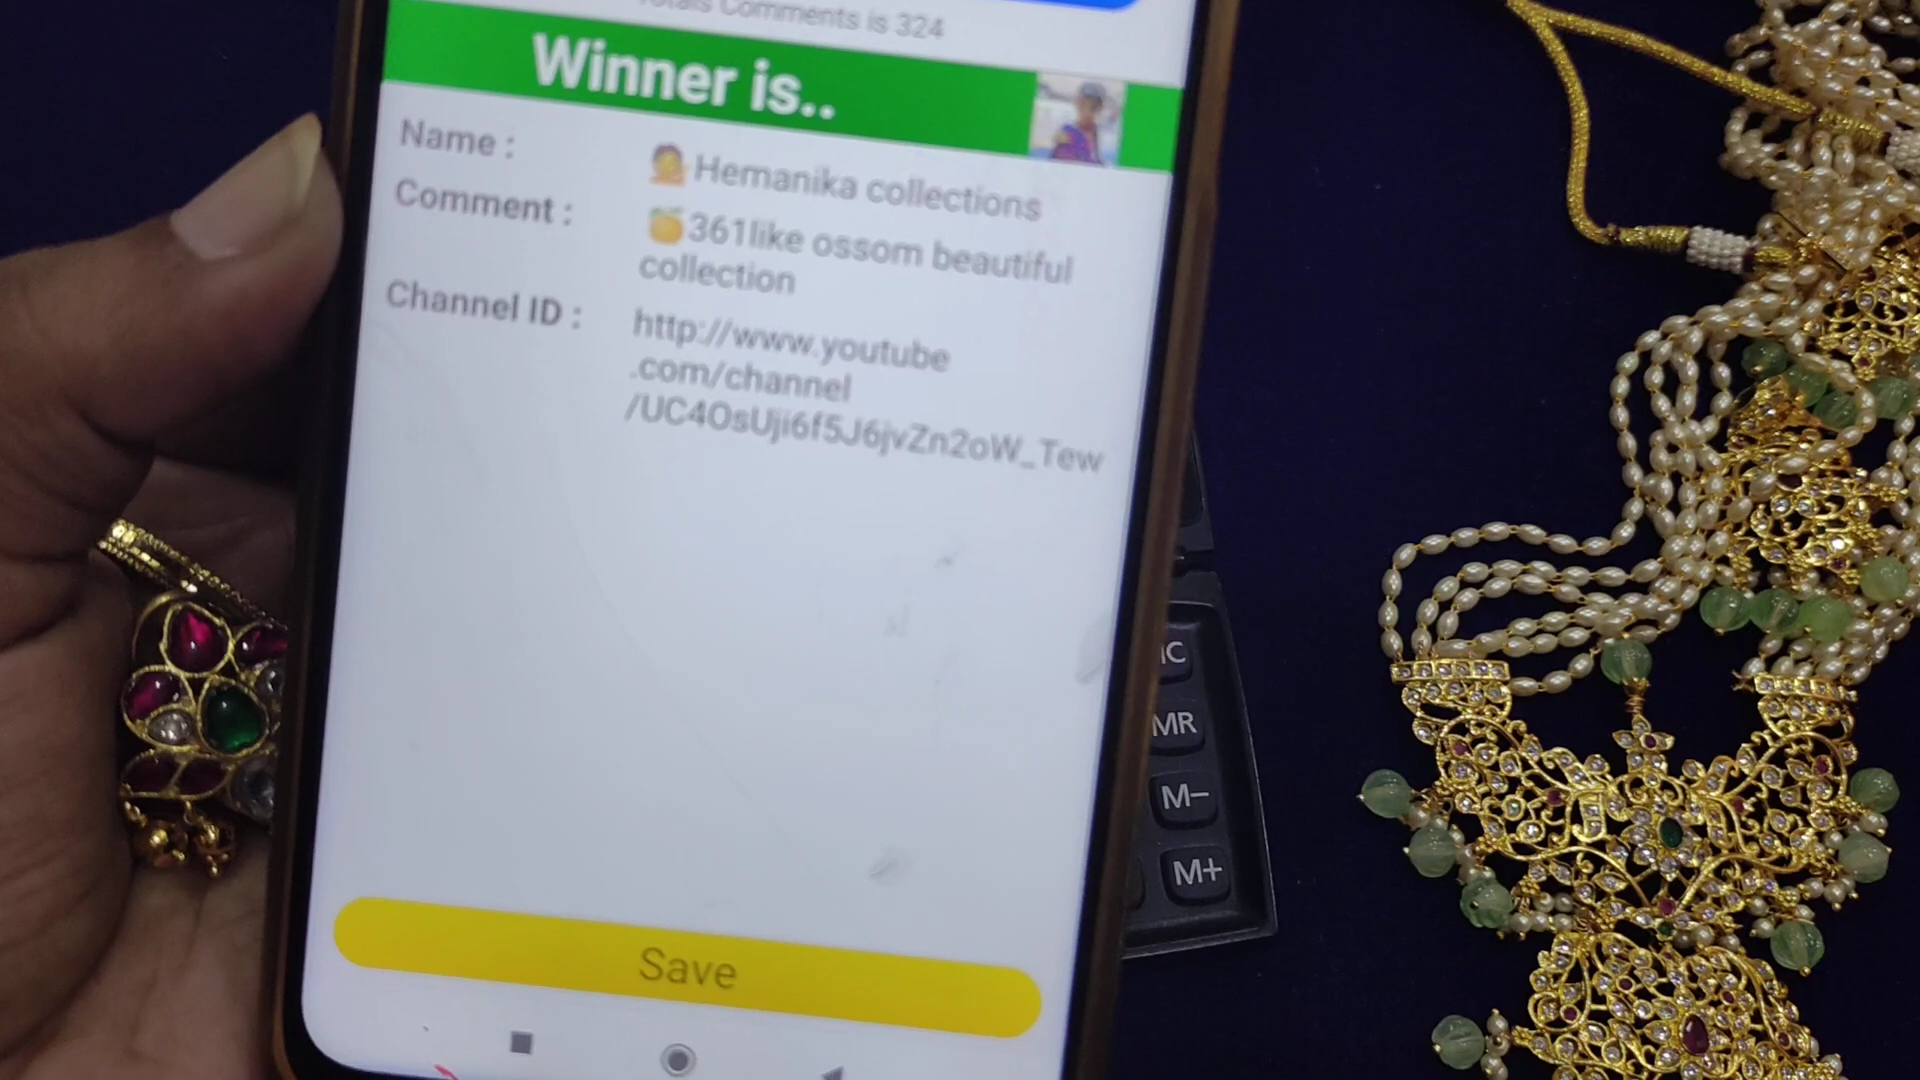 Totals Comments is 324
Winner is..
Name :
Hemanika collections
Comment :
361like ossom beautiful
collection
Channel ID :
http://www.youtube
.com/channel
/UC4OsUji6f5J6jvZn2oW_Tew
Save
MR
M−
M+